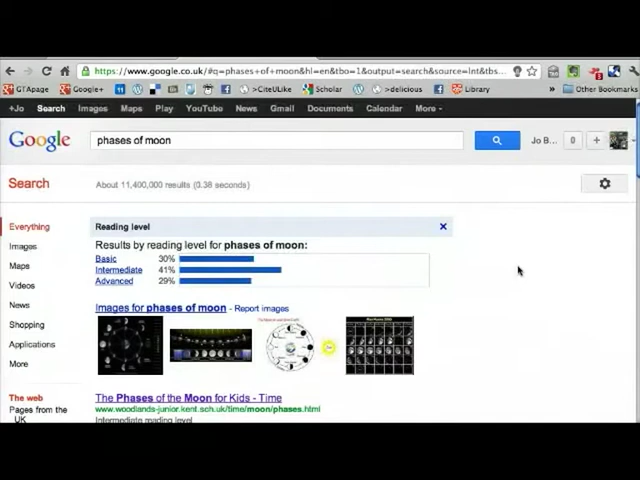 https://www.google.co.uk/#q=phases+of+moon&hl=en&tbo=1&output=search&source=lnt&tbs...
GTApage Google+ >CiteULike Scholar >delicious Library Other Bookmarks
+Jo Search Images Maps Play YouTube News Gmail Documents Calendar More
Google phases of moon Jo B... 0 +
Search About 11,400,000 results (0.38 seconds)
Everything Reading level
Results by reading level for phases of moon:
Images
Basic 30%
Maps Intermediate 41%
Advanced 29%
Videos
News Images for phases of moon - Report images
Shopping
Applications
More
The web The Phases of the Moon for Kids - Time
Pages from the UK www.woodlands-junior.kent.sch.uk/time/moon/phases.html
Intermediate reading level